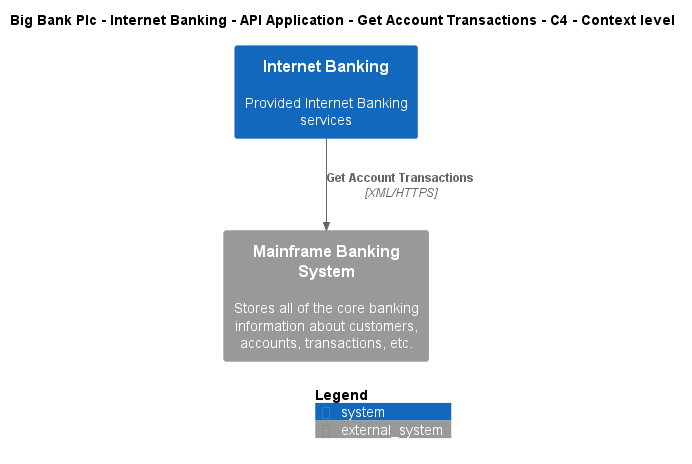 Big Bank Plc - Internet Banking - API Application - Get Account Transactions - C4 - Context level
Internet Banking
Provided Internet Banking
services
Get Account Transactions
[XML/HTTPS]
Mainframe Banking
System
Stores all of the core banking
information about customers,
accounts, transactions, etc.
Legend
system
external_system